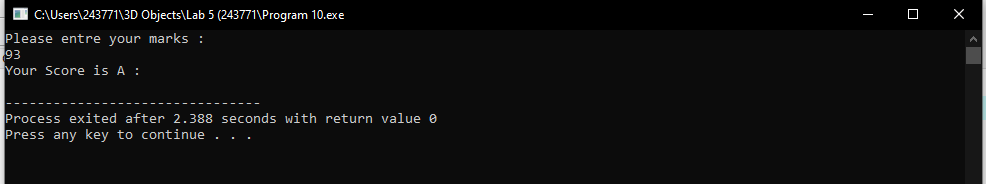 C:\Users\243771\3D Objects\Lab 5 (243771\Program 10.exe
Please entre your marks :
93
Your Score is A :
--------------------------------
Process exited after 2.388 seconds with return value 0
Press any key to continue . . .